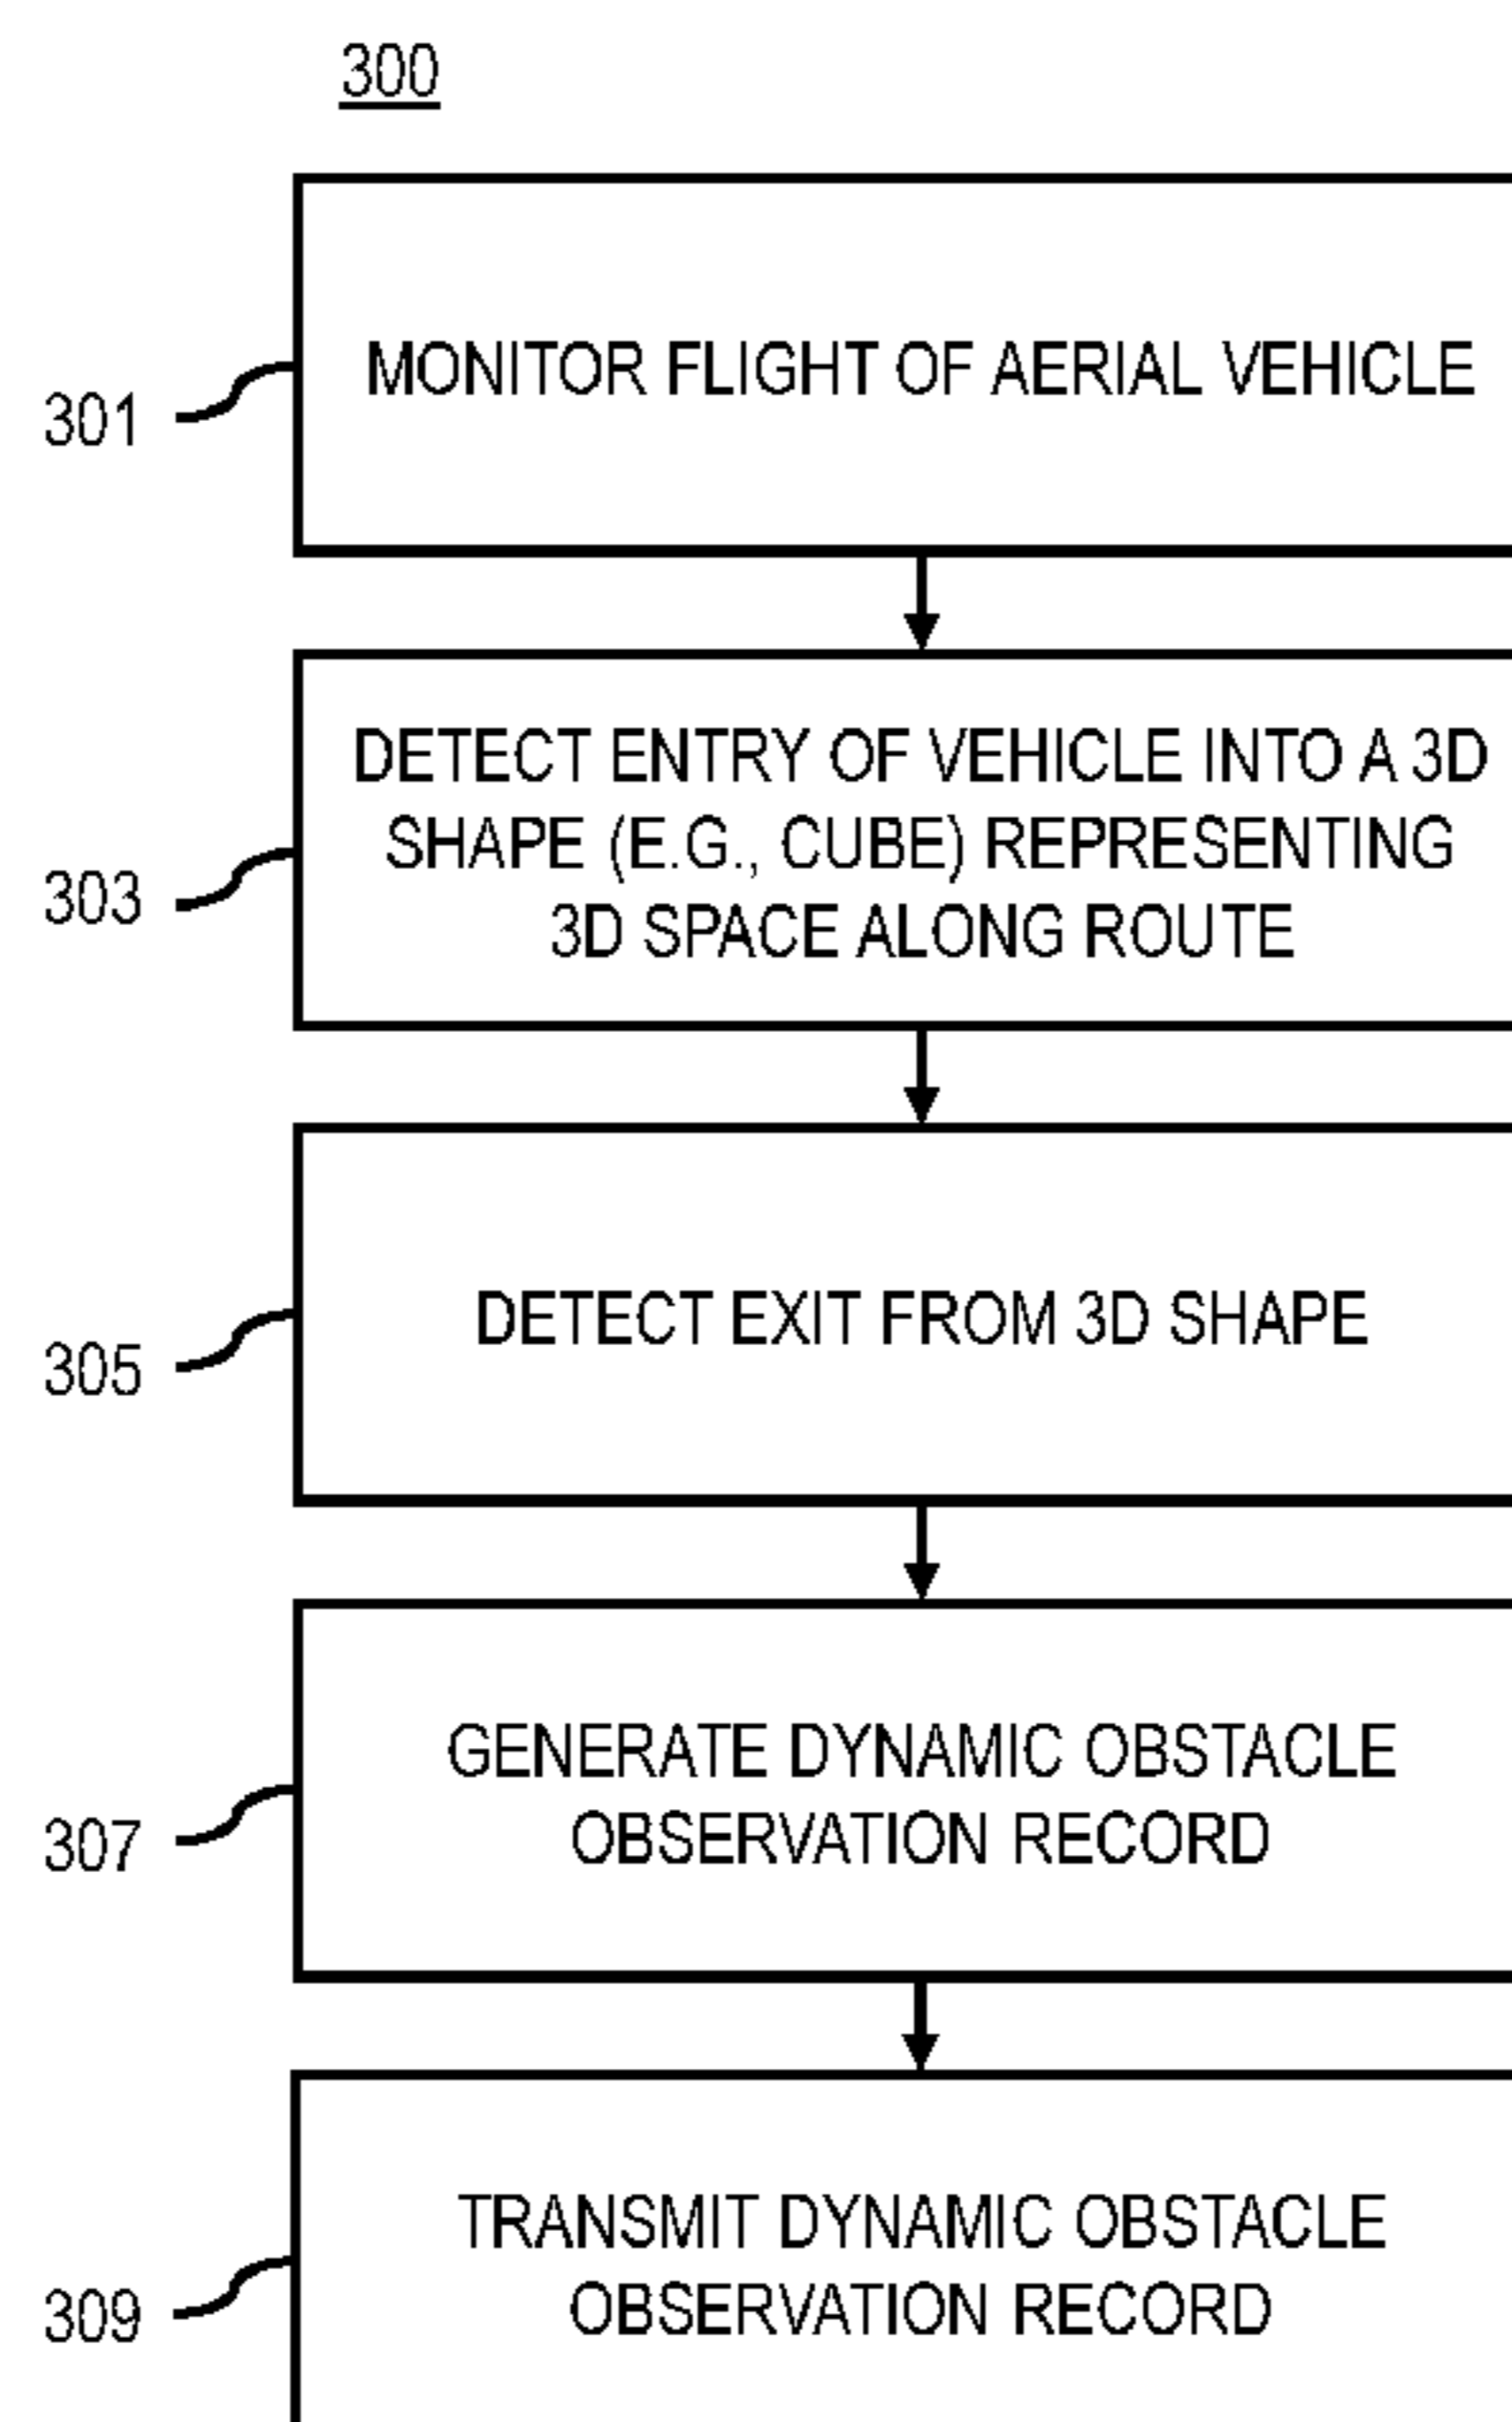 300
301
MONITOR FLIGHT OF AERIAL VEHICLE
303
DETECT ENTRY OF VEHICLE INTO A 3D
SHAPE (E.G., CUBE) REPRESENTING
3D SPACE ALONG ROUTE
305
DETECT EXIT FROM 3D SHAPE
307
GENERATE DYNAMIC OBSTACLE
OBSERVATION RECORD
309
TRANSMIT DYNAMIC OBSTACLE
OBSERVATION RECORD